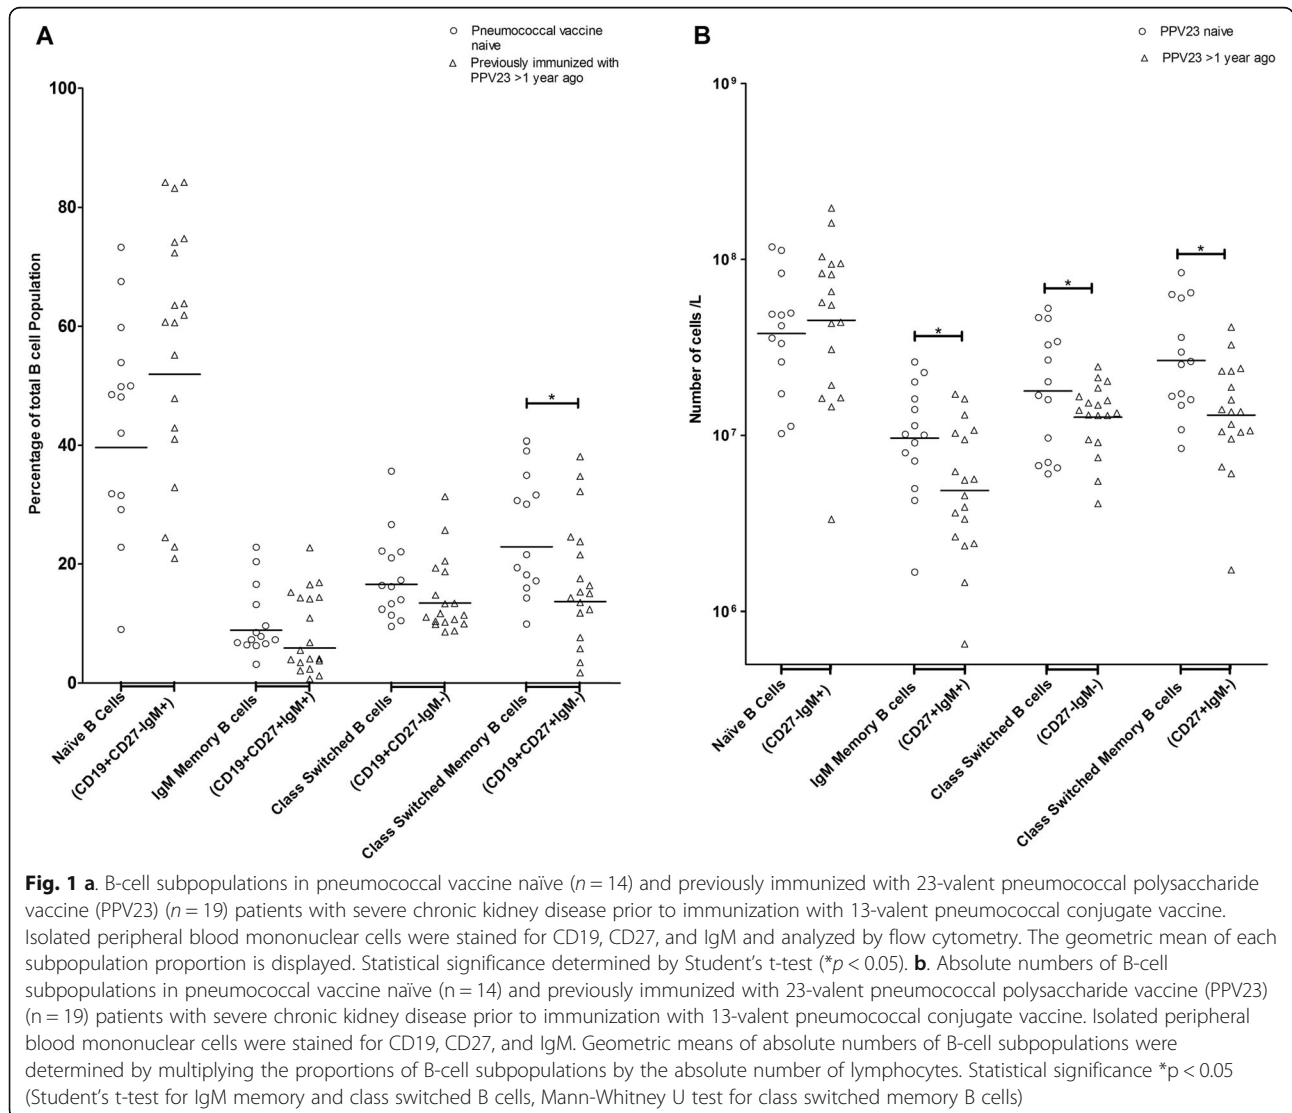 A
Pneumococcal vaccine
naive
Previously immunized with
PPV23 >1 year ago
100
80
60
40
20
0
Percentage of total B cell Population
*
Naïve B Cells
(CD19+CD27-IgM+)
IgM Memory B cells
(CD19+CD27+IgM+)
Class Switched B cells
(CD19+CD27-IgM-)
Class Switched Memory B cells
(CD19+CD27+IgM-)
B
PPV23 naive
PPV23 >1 year ago
10^9
10^8
10^7
10^6
Number of cells /L
*
*
*
Naïve B Cells
(CD27-IgM+)
IgM Memory B cells
(CD27+IgM+)
Class Switched B cells
(CD27-IgM-)
Class Switched Memory B cells
(CD27+IgM-)
Fig. 1 a. B-cell subpopulations in pneumococcal vaccine naïve (n = 14) and previously immunized with 23-valent pneumococcal polysaccharide
vaccine (PPV23) (n = 19) patients with severe chronic kidney disease prior to immunization with 13-valent pneumococcal conjugate vaccine.
Isolated peripheral blood mononuclear cells were stained for CD19, CD27, and IgM and analyzed by flow cytometry. The geometric mean of each
subpopulation proportion is displayed. Statistical significance determined by Student's t-test (*p < 0.05). b. Absolute numbers of B-cell
subpopulations in pneumococcal vaccine naïve (n = 14) and previously immunized with 23-valent pneumococcal polysaccharide vaccine (PPV23)
(n = 19) patients with severe chronic kidney disease prior to immunization with 13-valent pneumococcal conjugate vaccine. Isolated peripheral
blood mononuclear cells were stained for CD19, CD27, and IgM. Geometric means of absolute numbers of B-cell subpopulations were
determined by multiplying the proportions of B-cell subpopulations by the absolute number of lymphocytes. Statistical significance *p < 0.05
(Student's t-test for IgM memory and class switched B cells, Mann-Whitney U test for class switched memory B cells)